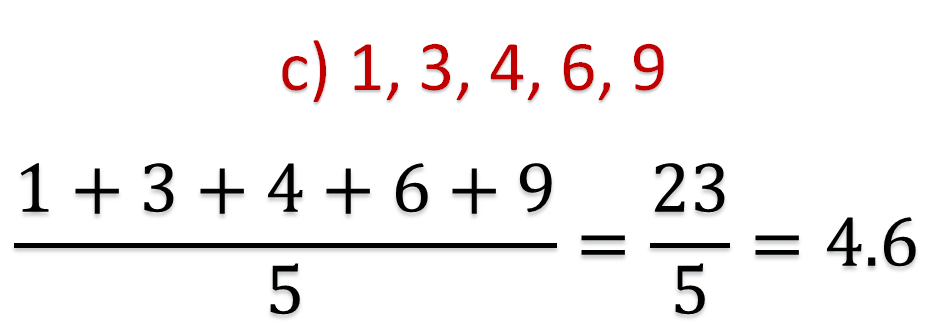 c) 1, 3, 4, 6, 9
1 + 3 + 4 + 6 + 9 / 5 = 23 / 5 = 4.6